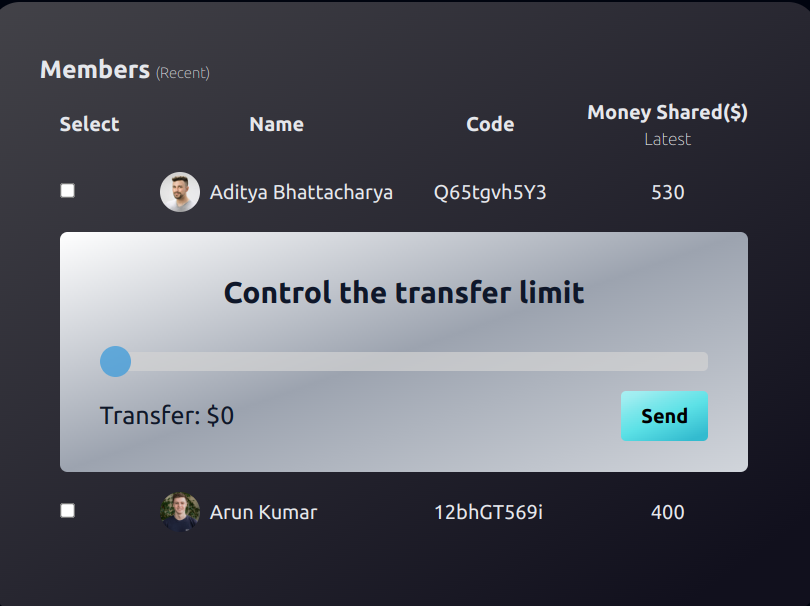 Members (Recent)
Select Name Code Money Shared($)
Latest
Aditya Bhattacharya Q65tgvh5Y3 530
Control the transfer limit
Transfer: $0 Send
Arun Kumar 12bhGT569i 400